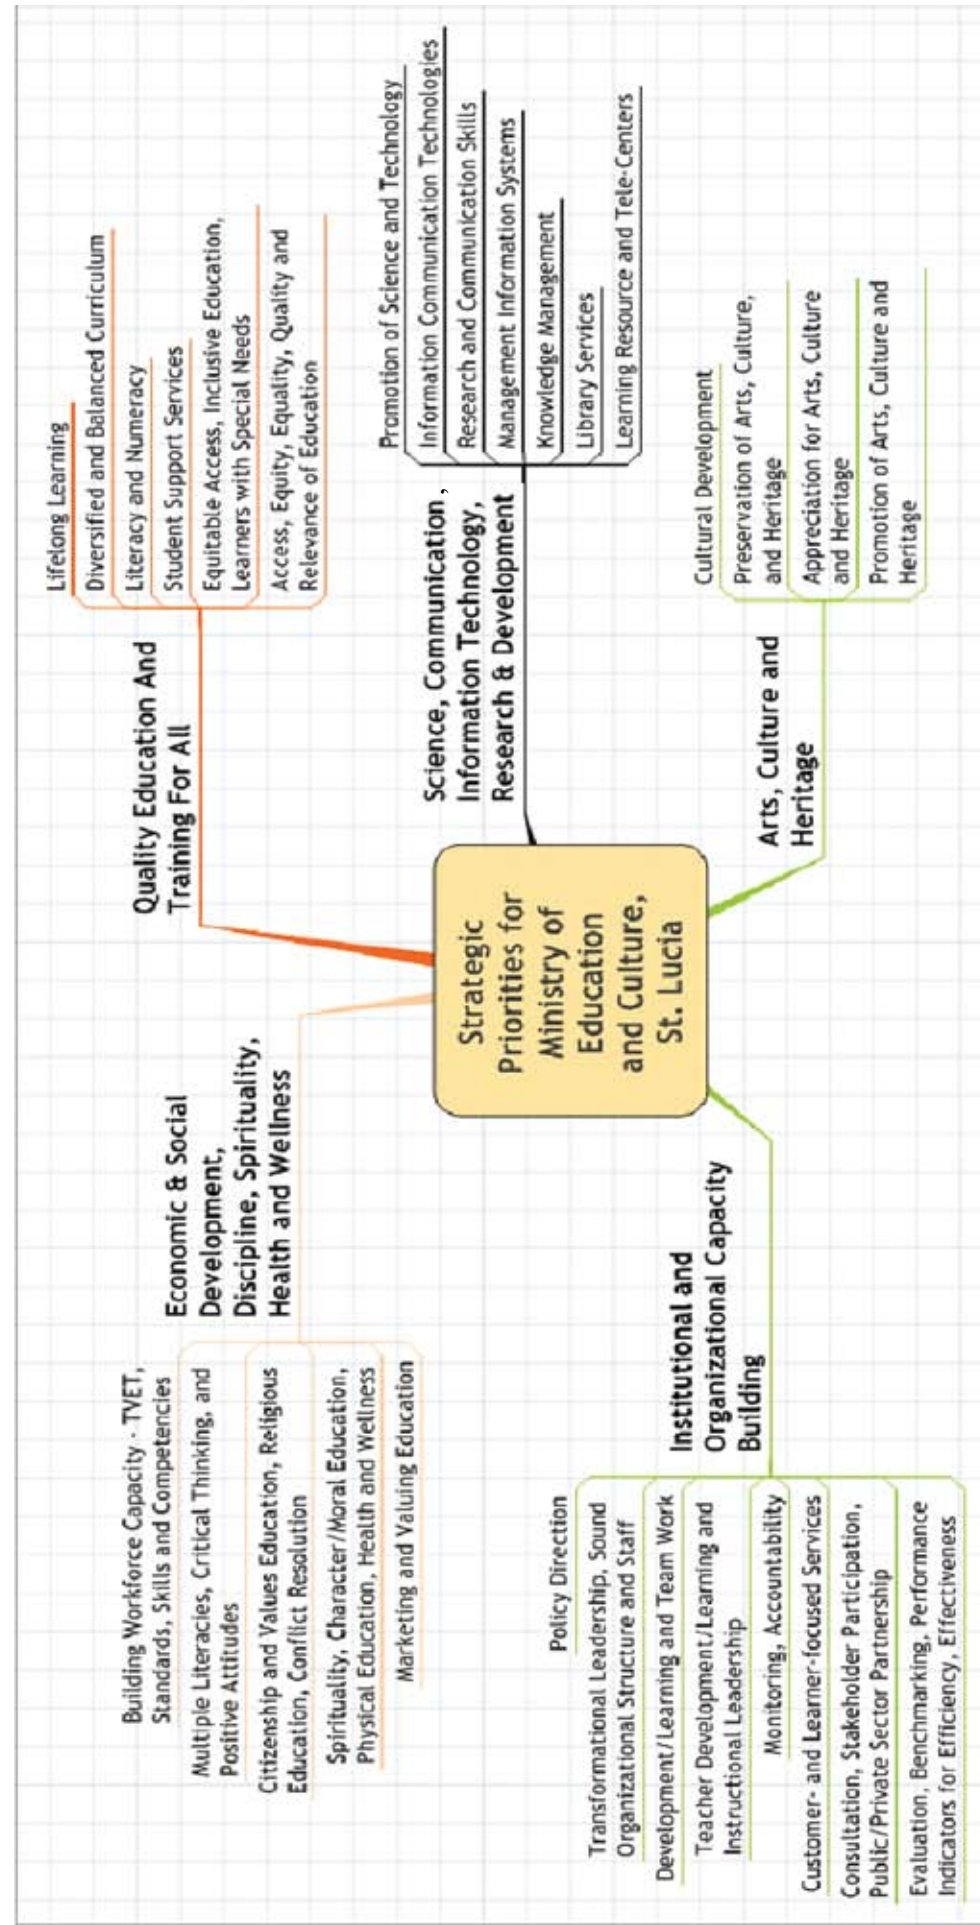 Strategic
Priorities for
Ministry of
Education
and Culture,
St. Lucia
Quality Education And
Training For All
Lifelong Learning
Diversified and Balanced Curriculum
Literacy and Numeracy
Student Support Services
Equitable Access, Inclusive Education,
Learners with Special Needs
Access, Equity, Equality, Quality and
Relevance of Education
Science, Communication ,
Information Technology,
Research & Development
Promotion of Science and Technology
Information Communication Technologies
Research and Communication Skills
Management Information Systems
Knowledge Management
Library Services
Learning Resource and Tele-Centers
Arts, Culture and
Heritage
Cultural Development
Preservation of Arts, Culture,
and Heritage
Appreciation for Arts, Culture
and Heritage
Promotion of Arts, Culture and
Heritage
Economic & Social
Development,
Discipline, Spirituality,
Health and Wellness
Building Workforce Capacity - TVET,
Standards, Skills and Competencies
Multiple Literacies, Critical Thinking, and
Positive Attitudes
Citizenship and Values Education, Religious
Education, Conflict Resolution
Spirituality, Character/Moral Education,
Physical Education, Health and Wellness
Marketing and Valuing Education
Institutional and
Organizational Capacity
Building
Policy Direction
Transformational Leadership, Sound
Organizational Structure and Staff
Development/Learning and Team Work
Teacher Development/Learning and
Instructional Leadership
Monitoring, Accountability
Customer- and Learner-focused Services
Consultation, Stakeholder Participation,
Public/Private Sector Partnership
Evaluation, Benchmarking, Performance
Indicators for Efficiency, Effectiveness